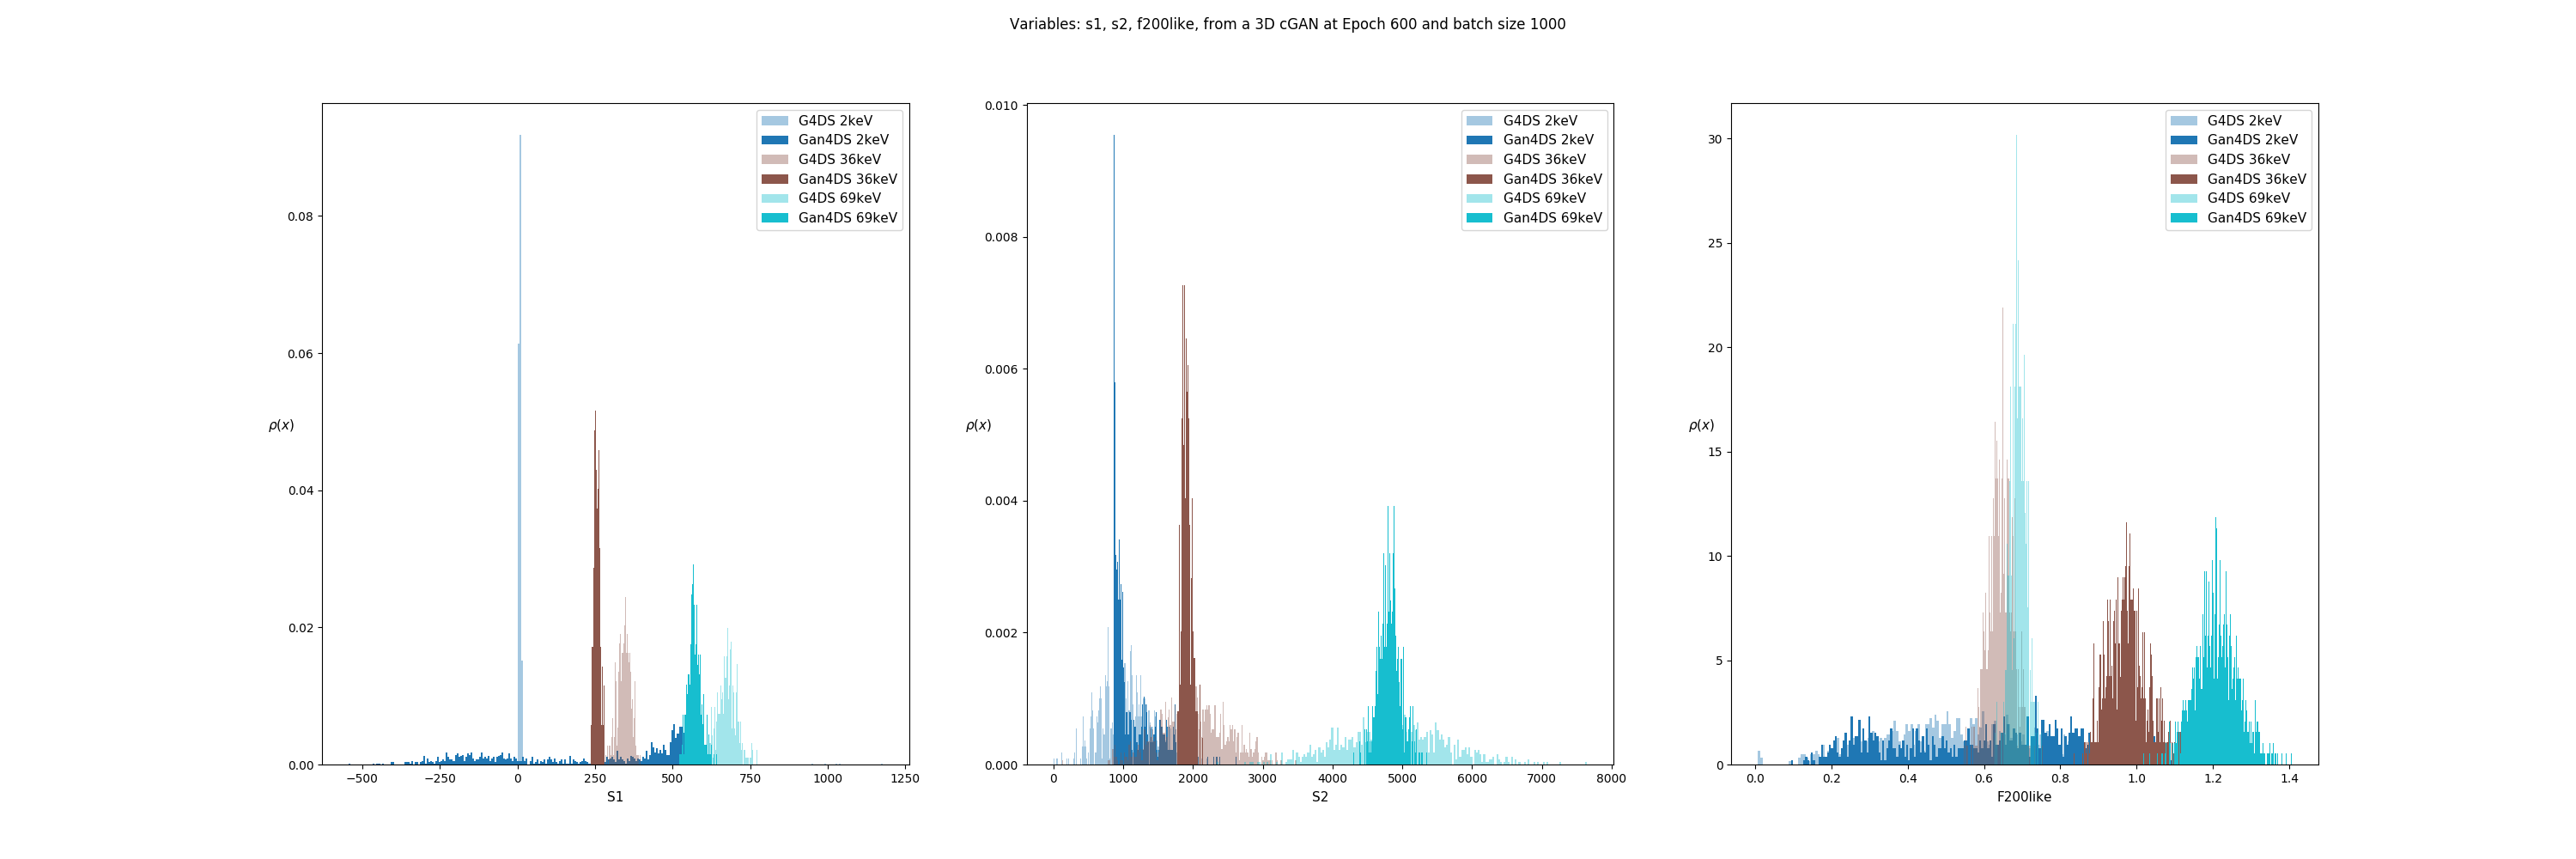 Variables: s1, s2, f200like, from a 3D cGAN at Epoch 600 and batch size 1000
G4DS 2keV
Gan4DS 2keV
G4DS 36keV
Gan4DS 36keV
G4DS 69keV
Gan4DS 69keV
0.08
0.06
0.04
0.02
0.00
ρ(x)
−500
−250
0
250
500
750
1000
1250
S1
G4DS 2keV
Gan4DS 2keV
G4DS 36keV
Gan4DS 36keV
G4DS 69keV
Gan4DS 69keV
0.010
0.008
0.006
0.004
0.002
0.000
ρ(x)
0
1000
2000
3000
4000
5000
6000
7000
8000
S2
G4DS 2keV
Gan4DS 2keV
G4DS 36keV
Gan4DS 36keV
G4DS 69keV
Gan4DS 69keV
30
25
20
15
10
5
0
ρ(x)
0.0
0.2
0.4
0.6
0.8
1.0
1.2
1.4
F200like